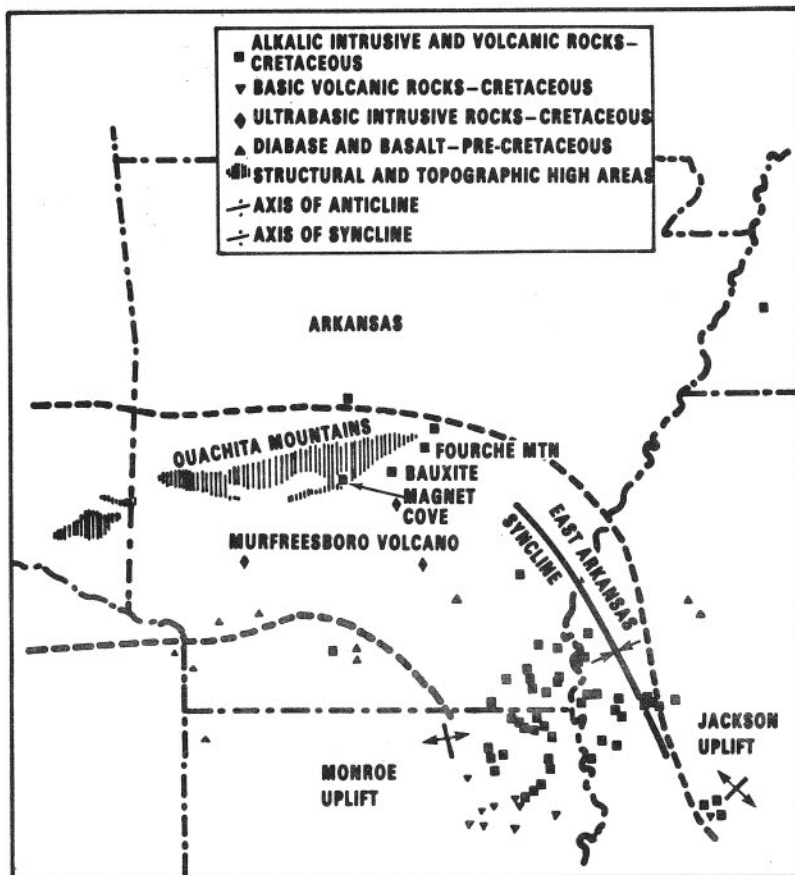 ALKALIC INTRUSIVE AND VOLCANIC ROCKS–
CRETACEOUS
BASIC VOLCANIC ROCKS–CRETACEOUS
ULTRABASIC INTRUSIVE ROCKS–CRETACEOUS
DIABASE AND BASALT–PRE-CRETACEOUS
STRUCTURAL AND TOPOGRAPHIC HIGH AREAS
AXIS OF ANTICLINE
AXIS OF SYNCLINE
ARKANSAS
OUACHITA MOUNTAINS
FOURCHE MTN
BAUXITE
MAGNET
COVE
MURFREESBORO VOLCANO
EAST ARKANSAS
SYNCLINE
JACKSON
UPLIFT
MONROE
UPLIFT